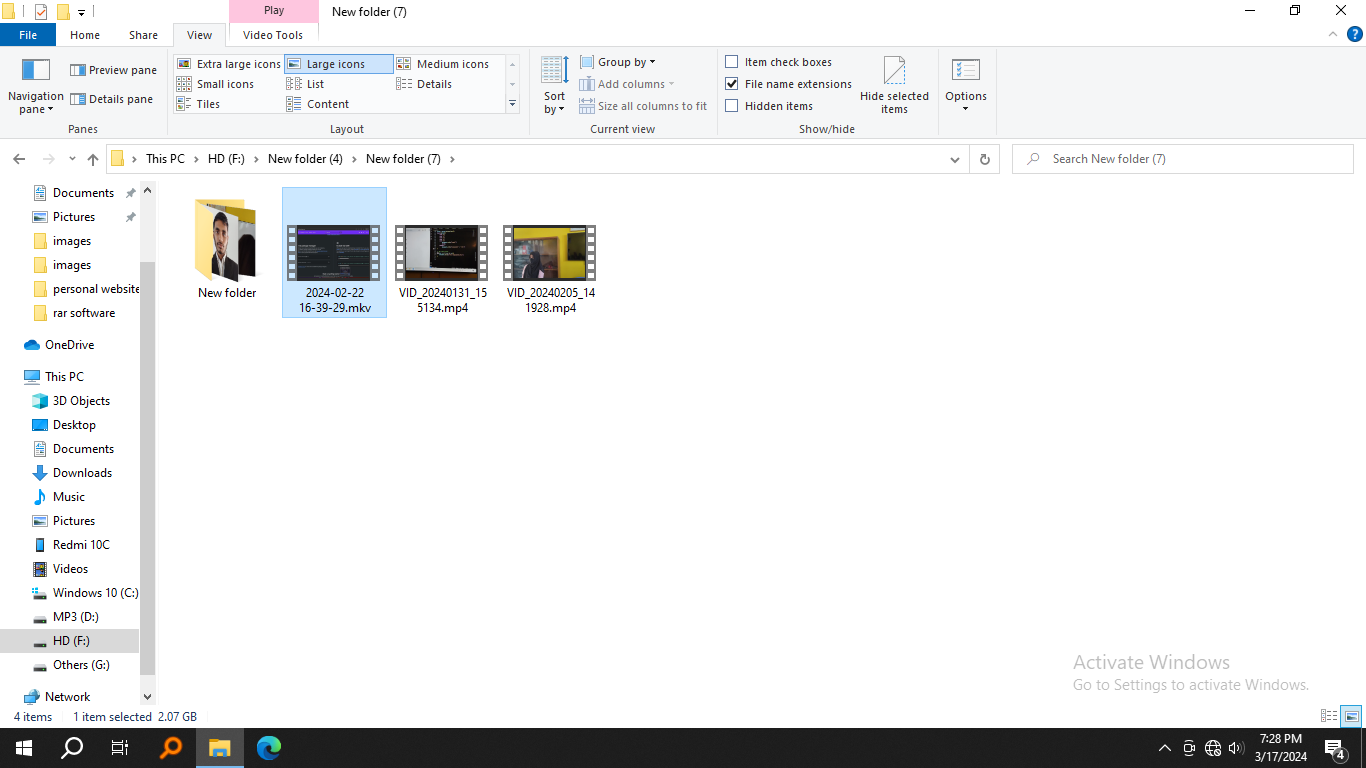 Play
New folder (7)
File Home Share View Video Tools
Navigation pane
Preview pane
Details pane
Panes
Extra large icons Large icons Medium icons
Small icons List Details
Tiles Content
Layout
Sort by
Group by
Add columns
Size all columns to fit
Current view
Item check boxes
File name extensions
Hidden items
Hide selected items
Show/hide
Options
This PC HD (F:) New folder (4) New folder (7)
Search New folder (7)
Documents
Pictures
images
images
personal website
rar software
OneDrive
This PC
3D Objects
Desktop
Documents
Downloads
Music
Pictures
Redmi 10C
Videos
Windows 10 (C:)
MP3 (D:)
HD (F:)
Others (G:)
Network
New folder
2024-02-22
16-39-29.mkv
VID_20240131_15
5134.mp4
VID_20240205_14
1928.mp4
Activate Windows
Go to Settings to activate Windows.
4 items 1 item selected 2.07 GB
7:28 PM
3/17/2024
4